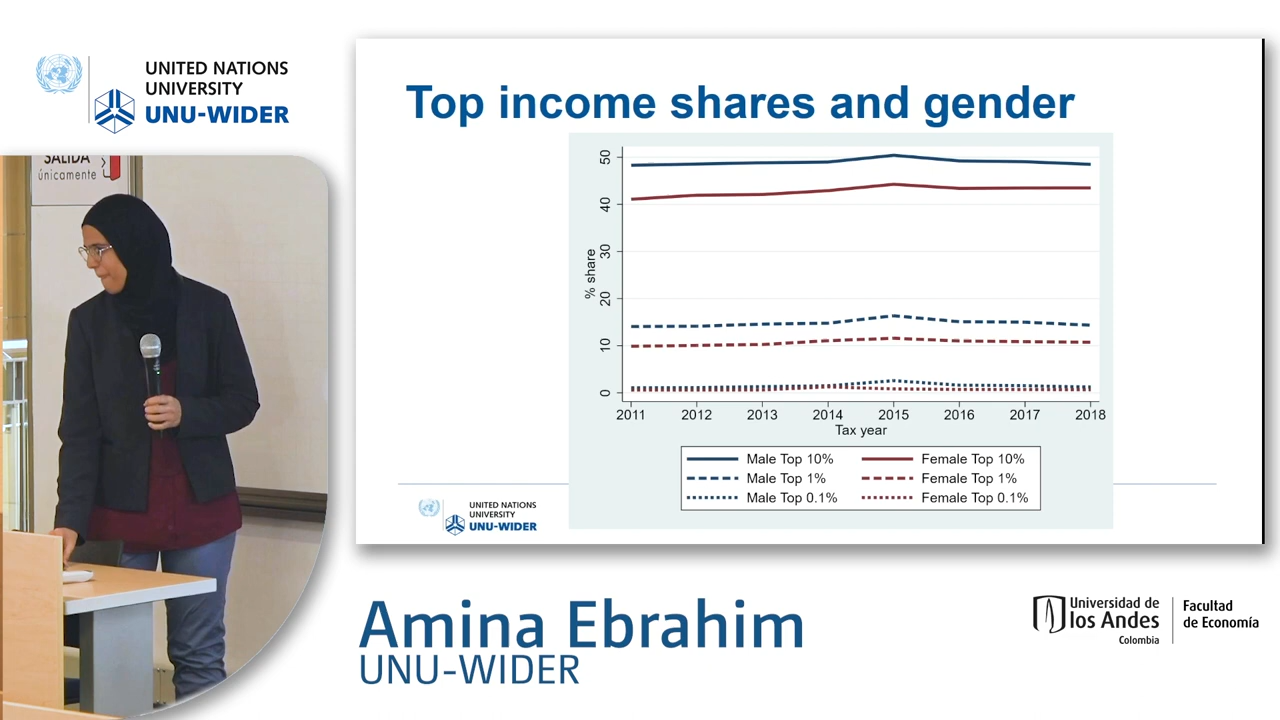 UNITED NATIONS
UNIVERSITY
UNU-WIDER
SALIDA
únicamente
Top income shares and gender
% share
50
40
30
20
10
0
2011 2012 2013 2014 2015 2016 2017 2018
Tax year
Male Top 10% Female Top 10%
Male Top 1% Female Top 1%
Male Top 0.1% Female Top 0.1%
UNITED NATIONS
UNIVERSITY
UNU-WIDER
Amina Ebrahim
UNU-WIDER
Universidad de
los Andes
Colombia
Facultad
de Economía